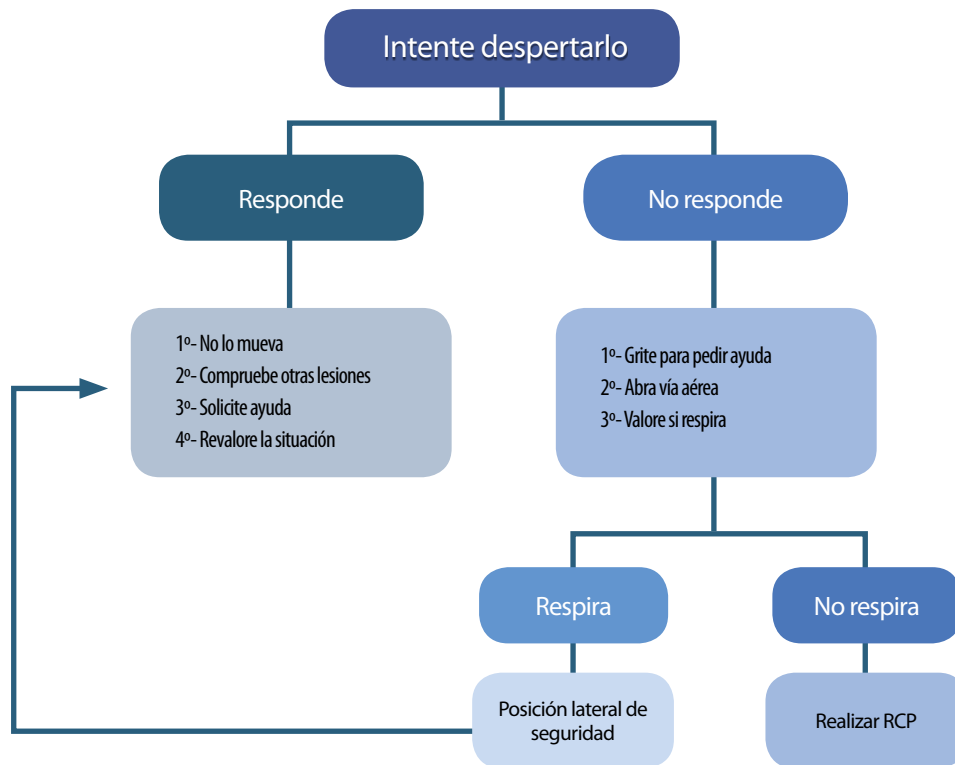 Intente despertarlo
Responde
No responde
1º- No lo mueva
2º- Compruebe otras lesiones
3º- Solicite ayuda
4º- Revalore la situación
1º- Grite para pedir ayuda
2º- Abra vía aérea
3º- Valore si respira
Respira
No respira
Posición lateral de
seguridad
Realizar RCP